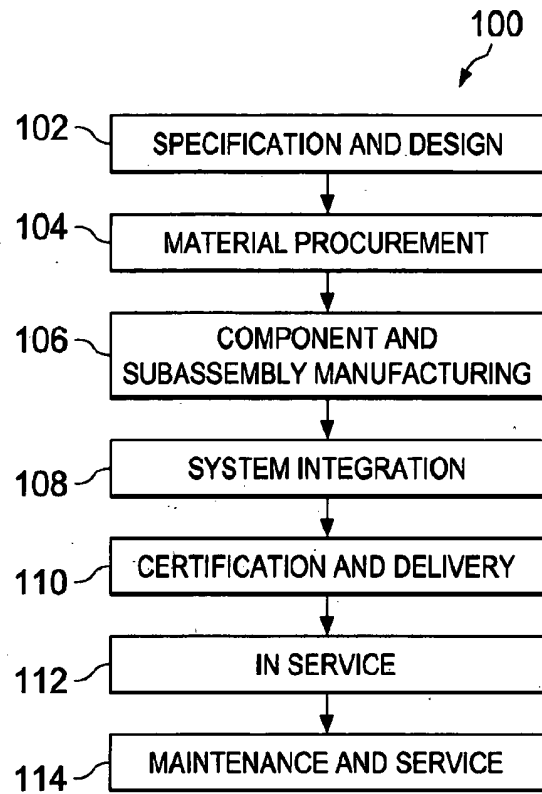 100
102 SPECIFICATION AND DESIGN
104 MATERIAL PROCUREMENT
106 COMPONENT AND
SUBASSEMBLY MANUFACTURING
108 SYSTEM INTEGRATION
110 CERTIFICATION AND DELIVERY
112 IN SERVICE
114 MAINTENANCE AND SERVICE